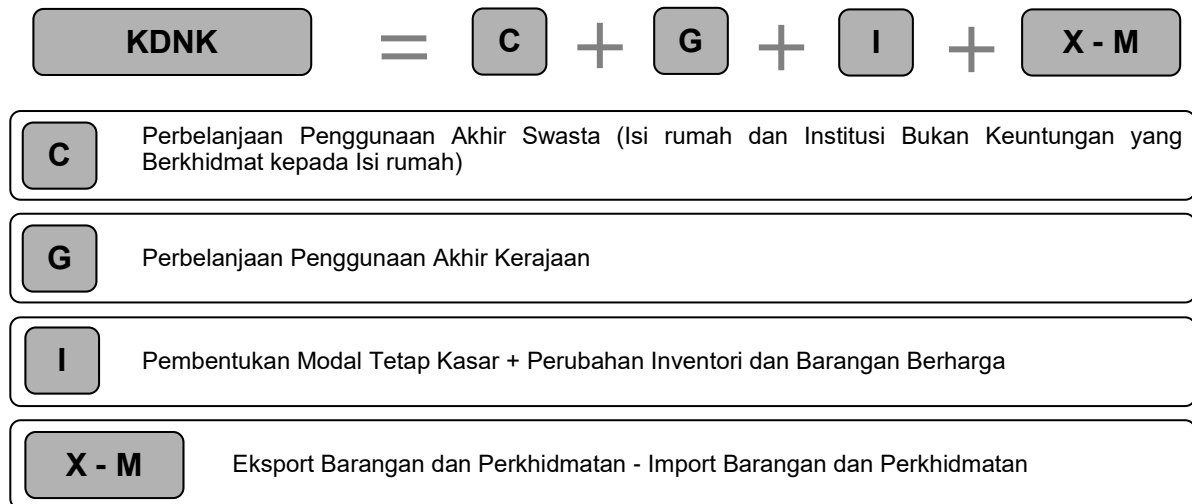 KDNK = C + G + I + X - M
C Perbelanjaan Penggunaan Akhir Swasta (Isi rumah dan Institusi Bukan Keuntungan yang
Berkhidmat kepada Isi rumah)
G Perbelanjaan Penggunaan Akhir Kerajaan
I Pembentukan Modal Tetap Kasar + Perubahan Inventori dan Barangan Berharga
X - M Eksport Barangan dan Perkhidmatan - Import Barangan dan Perkhidmatan